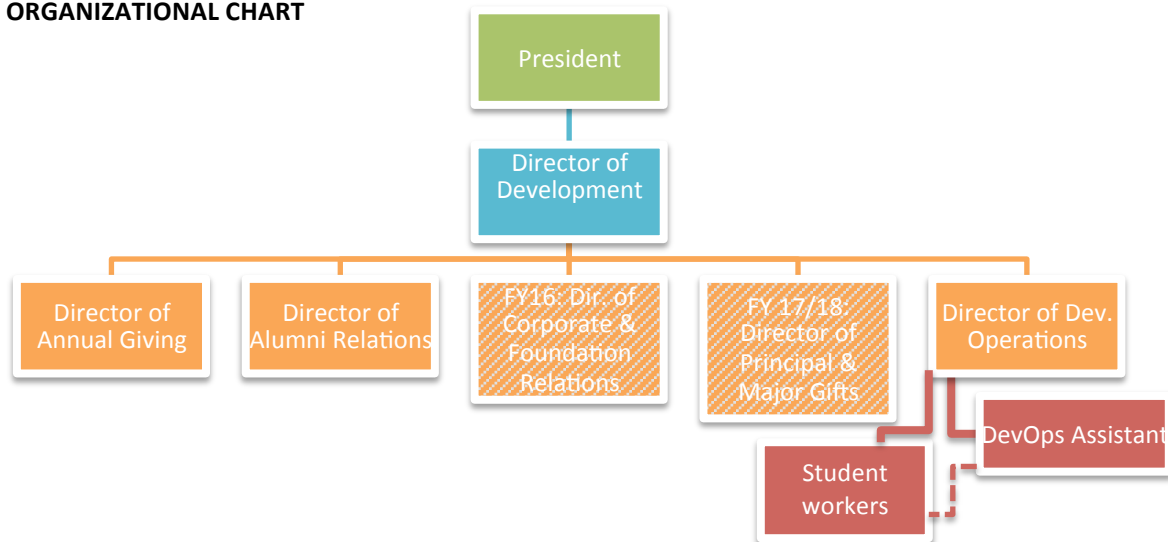 ORGANIZATIONAL CHART
President
Director of
Development
Director of
Annual Giving
Director of
Alumni Relations
FY16: Dir. of
Corporate &
Foundation
Relations
FY 17/18:
Director of
Principal &
Major Gifts
Director of Dev.
Operations
DevOps Assistant
Student
workers